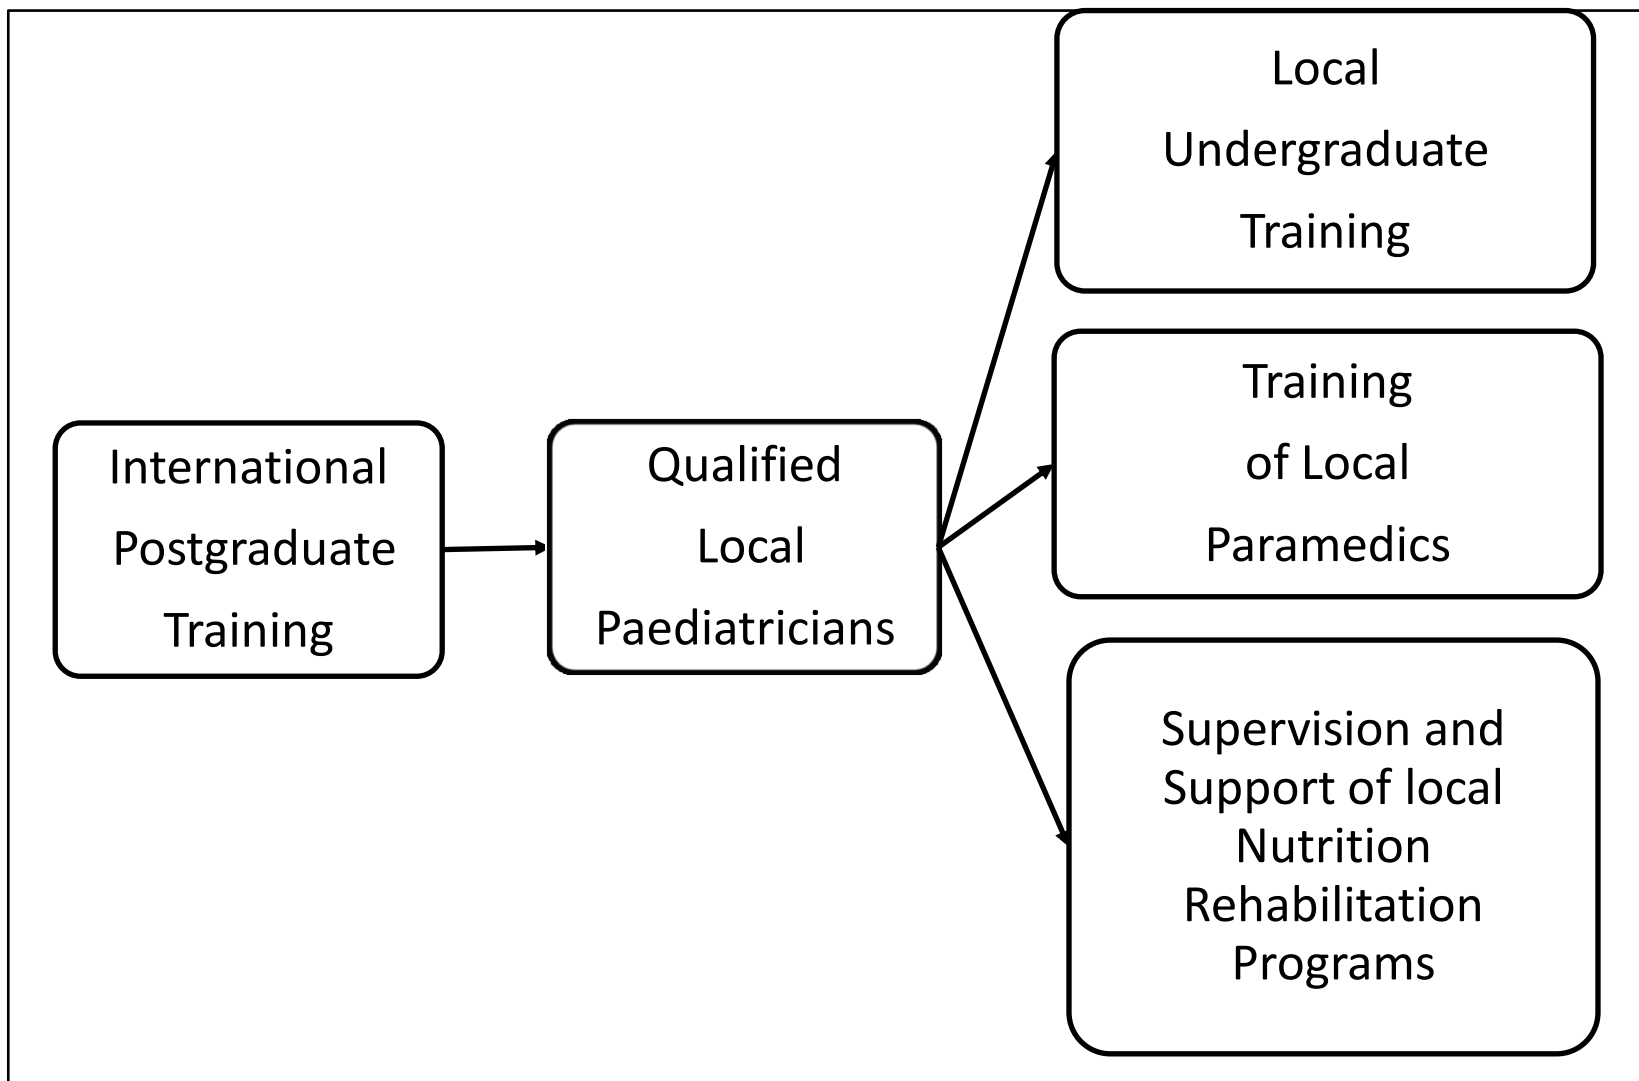 International
Postgraduate
Training
Qualified
Local
Paediatricians
Local
Undergraduate
Training
Training
of Local
Paramedics
Supervision and
Support of local
Nutrition
Rehabilitation
Programs